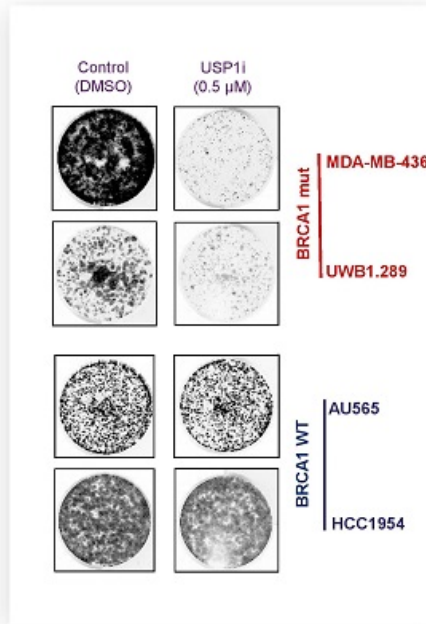 Control
(DMSO)
USP1i
(0.5 µM)
BRCA1 mut
MDA-MB-436
UWB1.289
BRCA1 WT
AU565
HCC1954